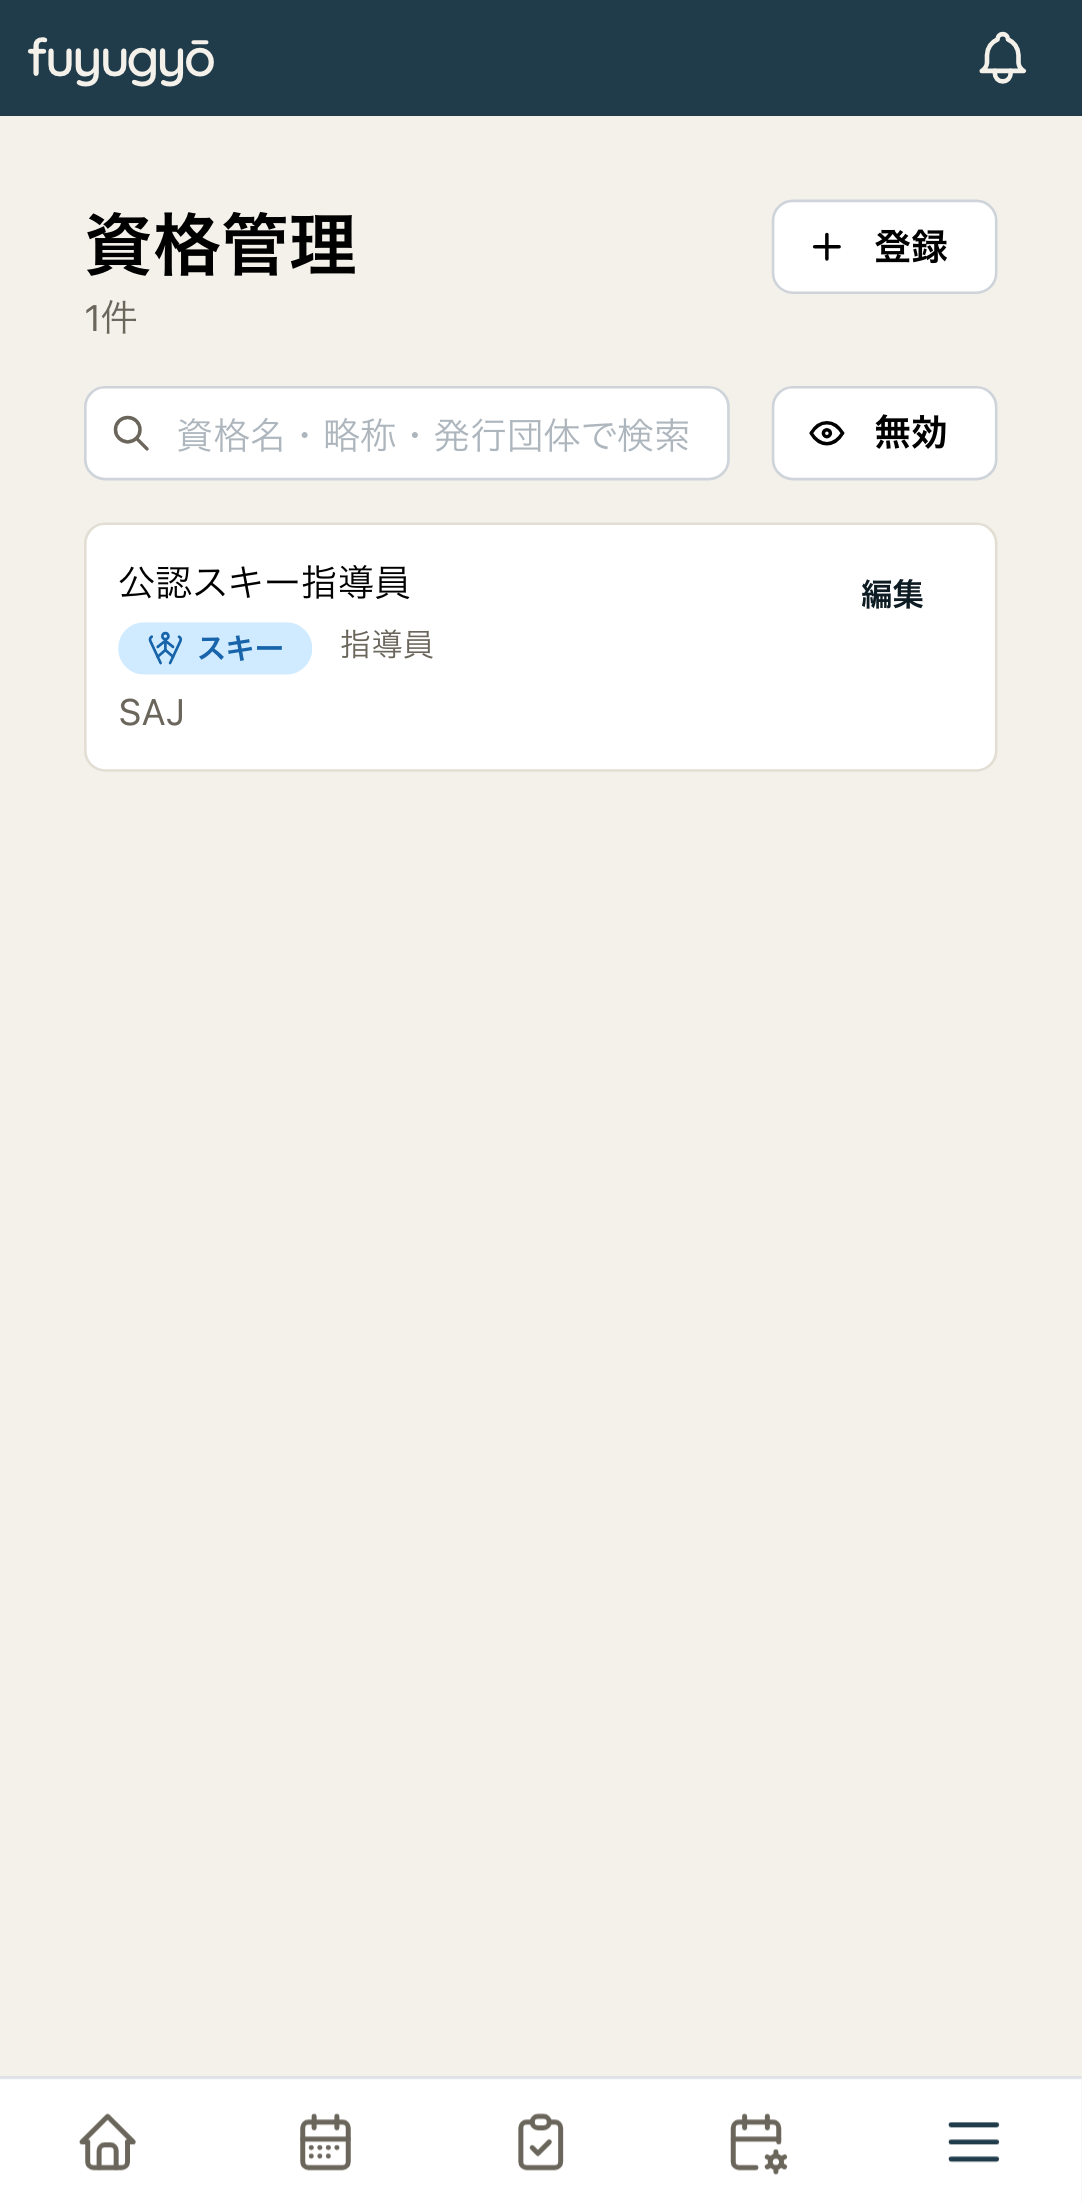 fuyugyō
資格管理
登録
1件
資格名・略称・発行団体で検索
無効
公認スキー指導員
編集
スキー 指導員
SAJ